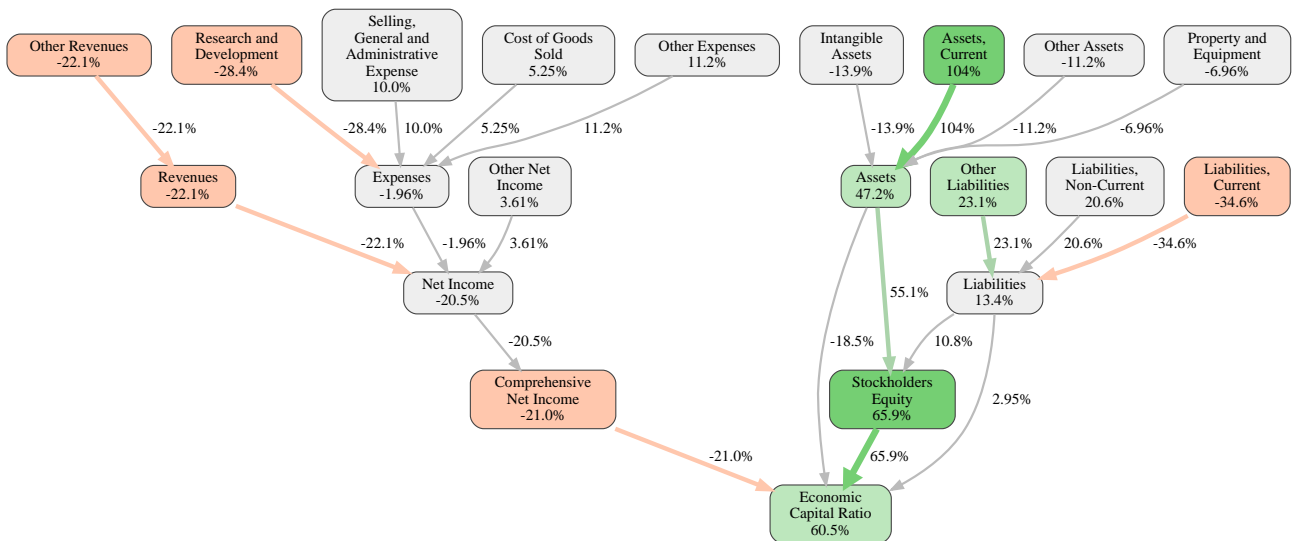 Other Revenues
-22.1%
Research and
Development
-28.4%
Selling,
General and
Administrative
Expense
10.0%
Cost of Goods
Sold
5.25%
Other Expenses
11.2%
Intangible
Assets
-13.9%
Assets,
Current
104%
Other Assets
-11.2%
Property and
Equipment
-6.96%
-22.1%
-28.4%
10.0%
5.25%
11.2%
-13.9%
104%
-11.2%
-6.96%
Revenues
-22.1%
Expenses
-1.96%
Other Net
Income
3.61%
Assets
47.2%
Other
Liabilities
23.1%
Liabilities,
Non-Current
20.6%
Liabilities,
Current
-34.6%
-22.1%
-1.96%
3.61%
23.1%
20.6%
-34.6%
Net Income
-20.5%
55.1%
Liabilities
13.4%
-20.5%
-18.5%
10.8%
Comprehensive
Net Income
-21.0%
Stockholders
Equity
65.9%
2.95%
-21.0%
65.9%
Economic
Capital Ratio
60.5%